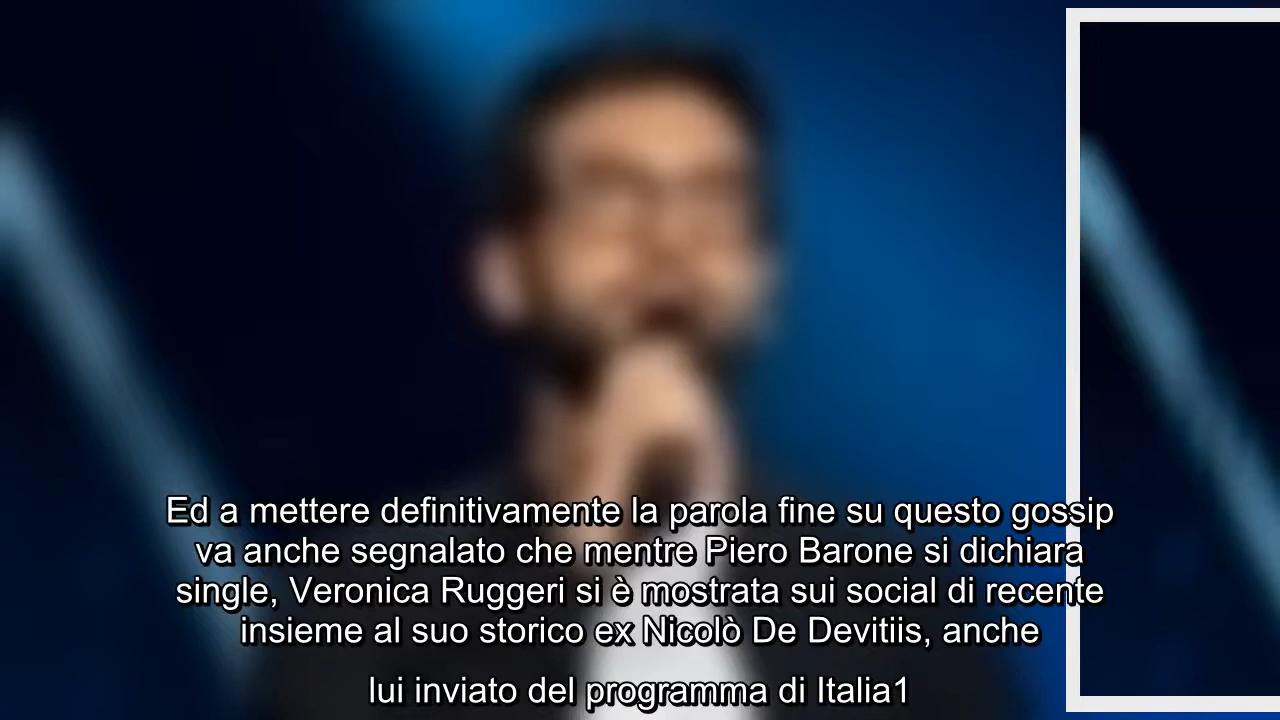 Ed a mettere definitivamente la parola fine su questo gossip
va anche segnalato che mentre Piero Barone si dichiara
single, Veronica Ruggeri si è mostrata sui social di recente
insieme al suo storico ex Nicolò De Devitiis, anche
lui inviato del programma di Italia1